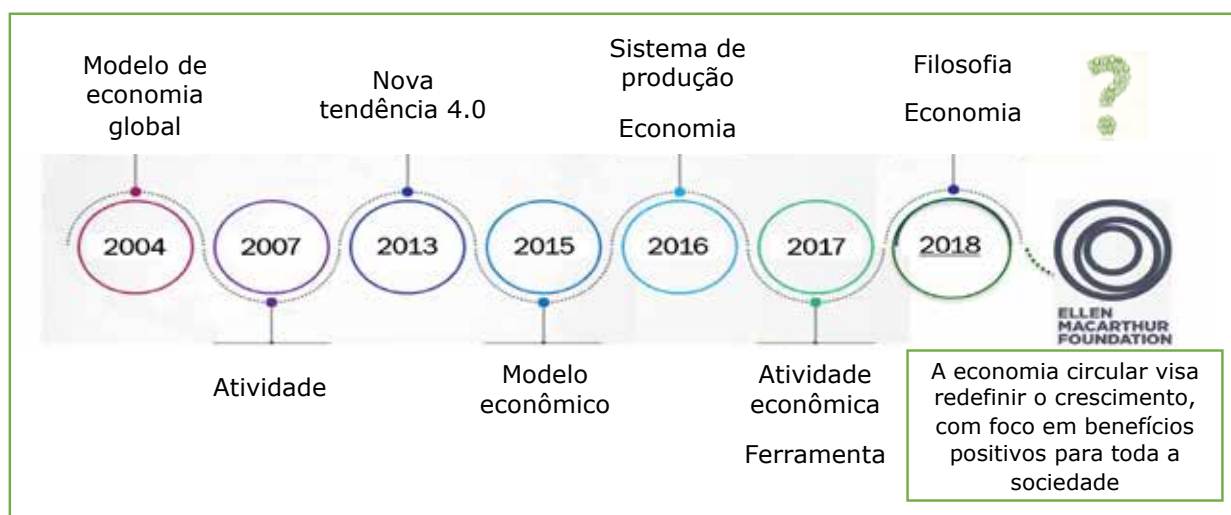 Modelo de
economia
global
Nova
tendência 4.0
Sistema de
produção
Economia
Filosofia
Economia
?
2004
2007
2013
2015
2016
2017
2018
ELLEN
MACARTHUR
FOUNDATION
Atividade
Modelo
econômico
Atividade
econômica
Ferramenta
A economia circular visa
redefinir o crescimento,
com foco em benefícios
positivos para toda a
sociedade